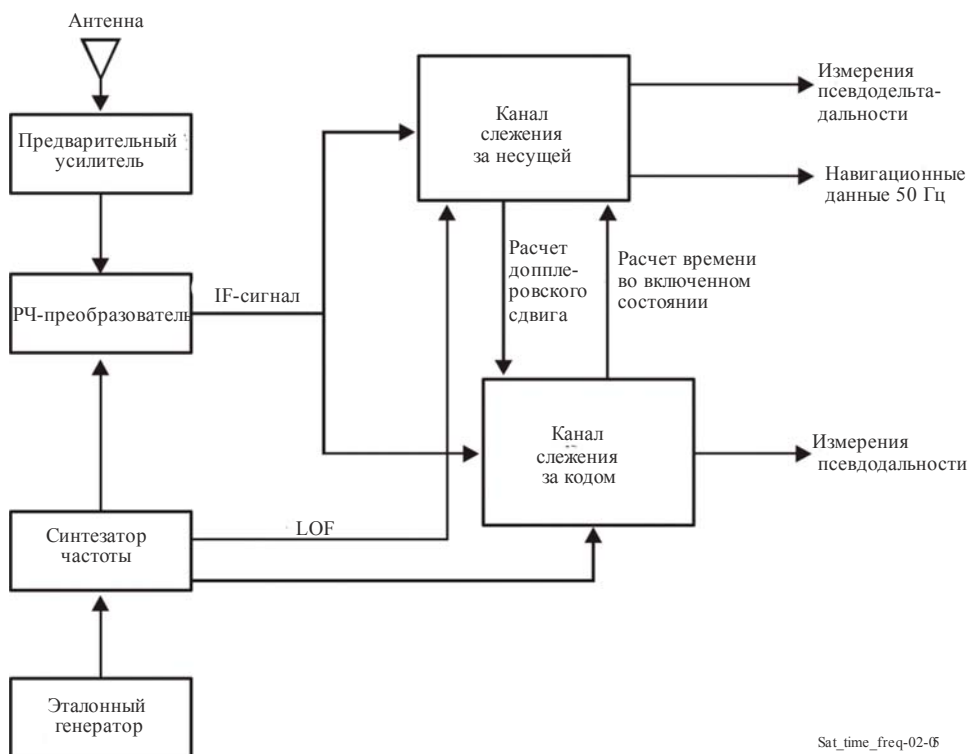 Антенна
Предварительный
усилитель
РЧ-преобразователь
IF-сигнал
Синтезатор
частоты
LOF
Эталонный
генератор
Канал
слежения
за несущей
Измерения
псевдодельта-
дальности
Навигационные
данные 50 Гц
Расчет
доппле-
ровского
сдвига
Расчет времени
во включенном
состоянии
Канал
слежения
за кодом
Измерения
псевдодальности
Sat_time_freq-02-05